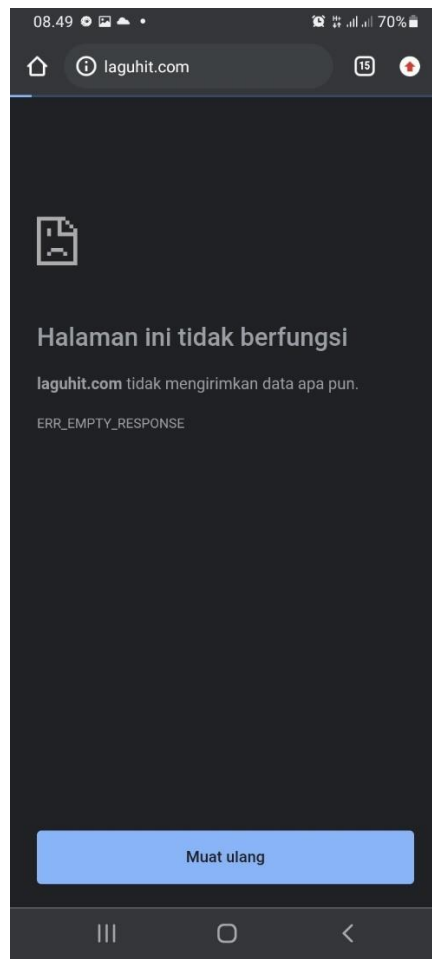 08.49 70%
laguhit.com 15
Halaman ini tidak berfungsi
laguhit.com tidak mengirimkan data apa pun.
ERR_EMPTY_RESPONSE
Muat ulang